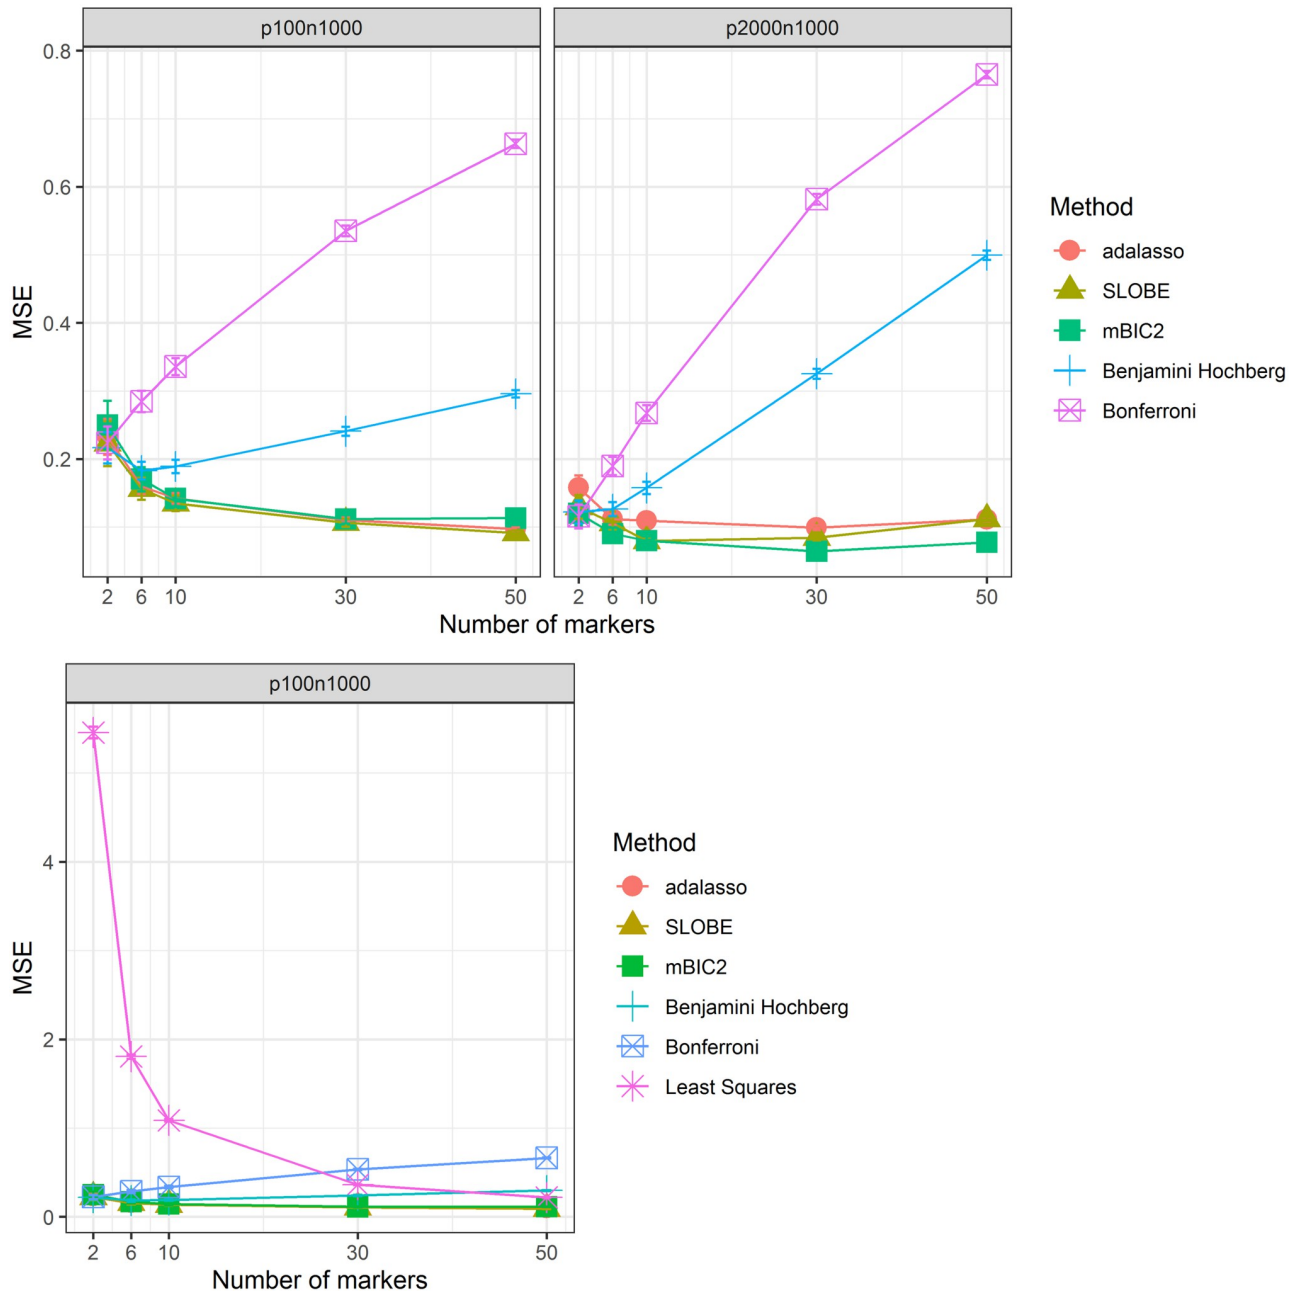 p100n1000
p2000n1000
0.8
0.6
0.4
0.2
MSE
2 6 10 30 50
2 6 10 30 50
Number of markers
Method
adalasso
SLOBE
mBIC2
Benjamini Hochberg
Bonferroni
p100n1000
4
2
0
MSE
2 6 10 30 50
Number of markers
Method
adalasso
SLOBE
mBIC2
Benjamini Hochberg
Bonferroni
Least Squares